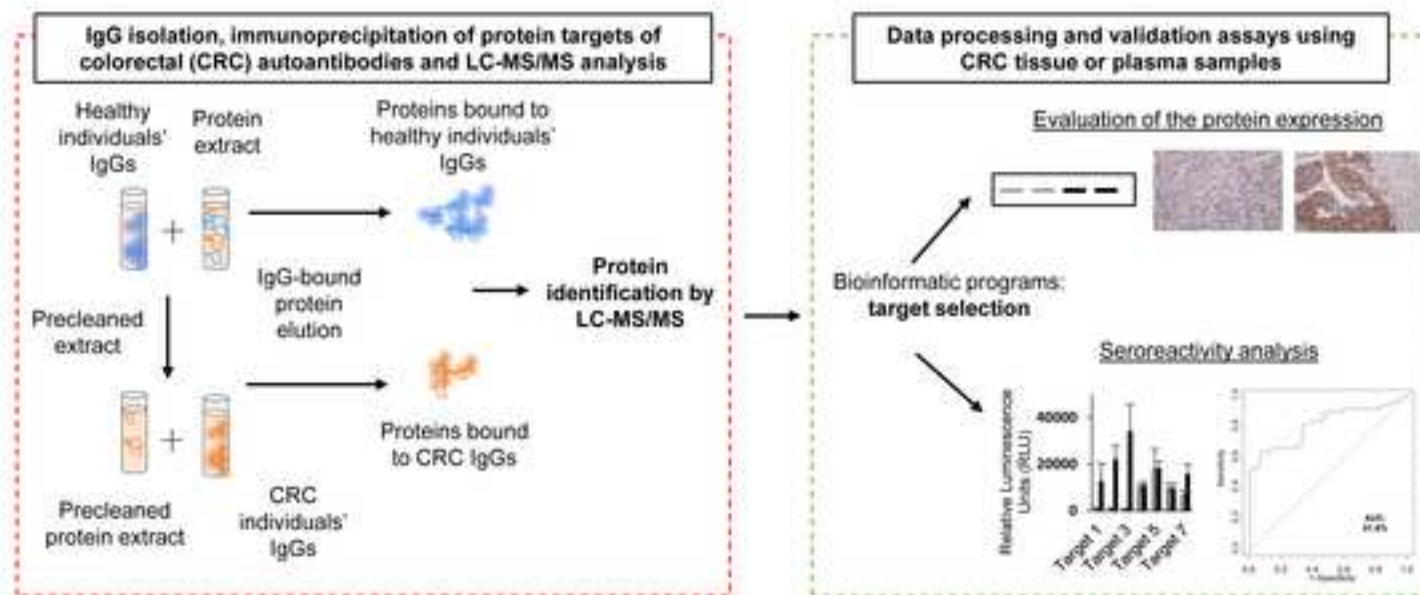 IgG isolation, immunoprecipitation of protein targets of
colorectal (CRC) autoantibodies and LC-MS/MS analysis
Healthy
individuals'
IgGs
Protein
extract
Proteins bound to
healthy individuals'
IgGs
+
IgG-bound
protein
elution
Precleaned
extract
Protein
identification by
LC-MS/MS
+
Proteins bound
to CRC IgGs
Precleaned
protein extract
CRC
individuals'
IgGs
Data processing and validation assays using
CRC tissue or plasma samples
Evaluation of the protein expression
Bioinformatic programs:
target selection
Seroreactivity analysis
Relative Luminescence
Units (RLU)
40000
20000
0
Target 1
Target 3
Target 5
Target 7
Sensitivity
AUC
1-Specificity